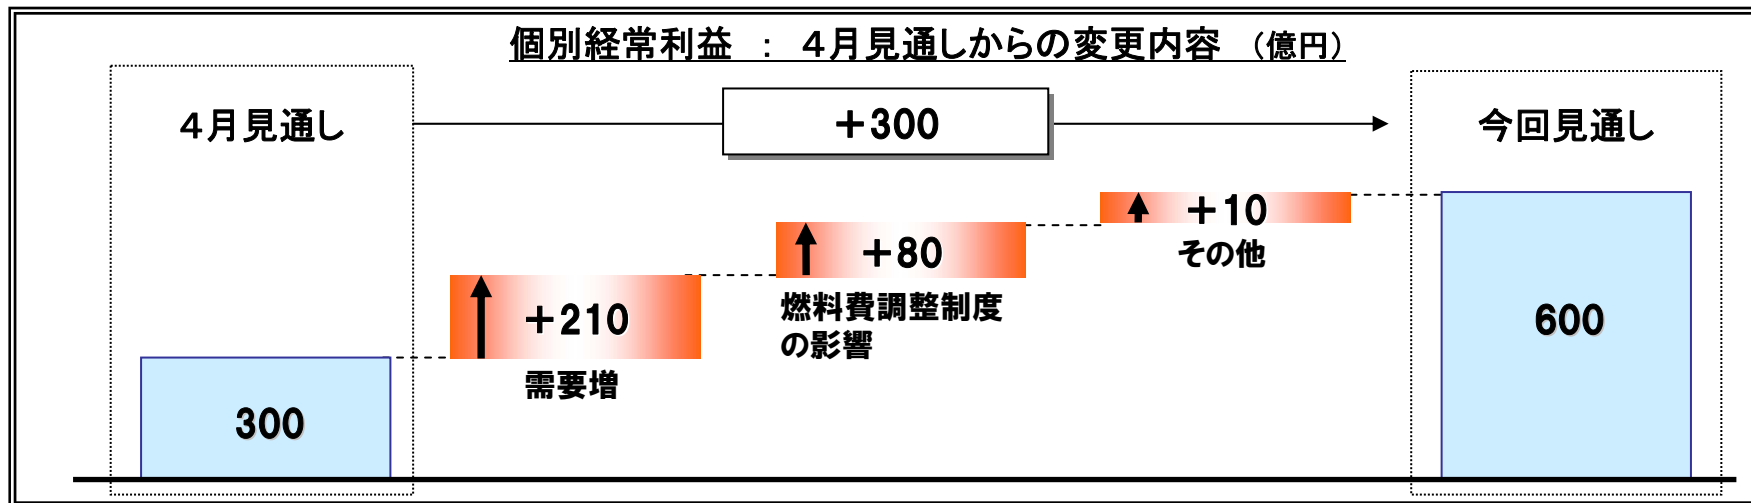 個別経常利益 : 4月見通しからの変更内容 (億円)
4月見通し
+300
今回見通し
+10
その他
+80
燃料費調整制度
の影響
+210
需要増
300
600